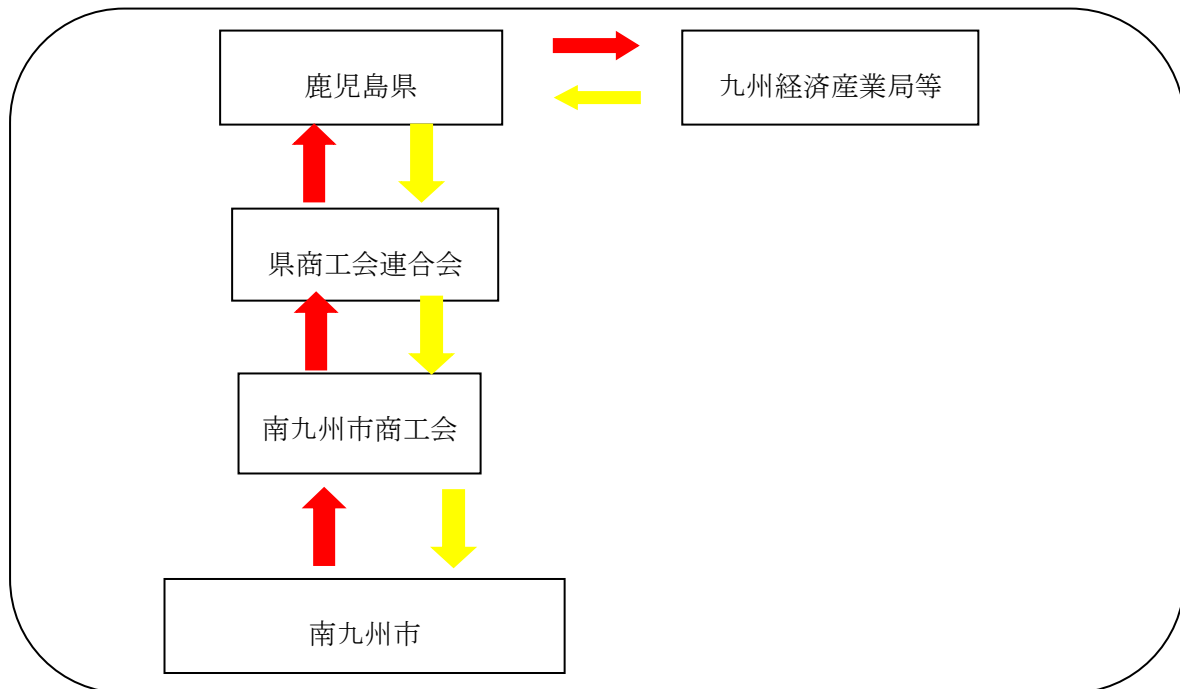 鹿児島県
九州経済産業局等
県商工会連合会
南九州市商工会
南九州市